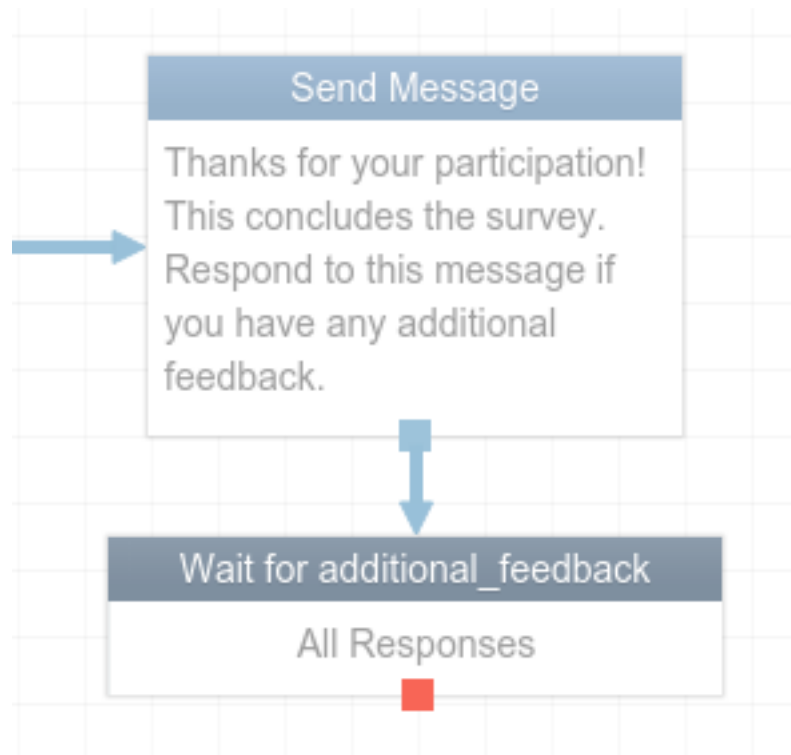 Send Message
Thanks for your participation!
This concludes the survey.
Respond to this message if
you have any additional
feedback.
Wait for additional_feedback
All Responses